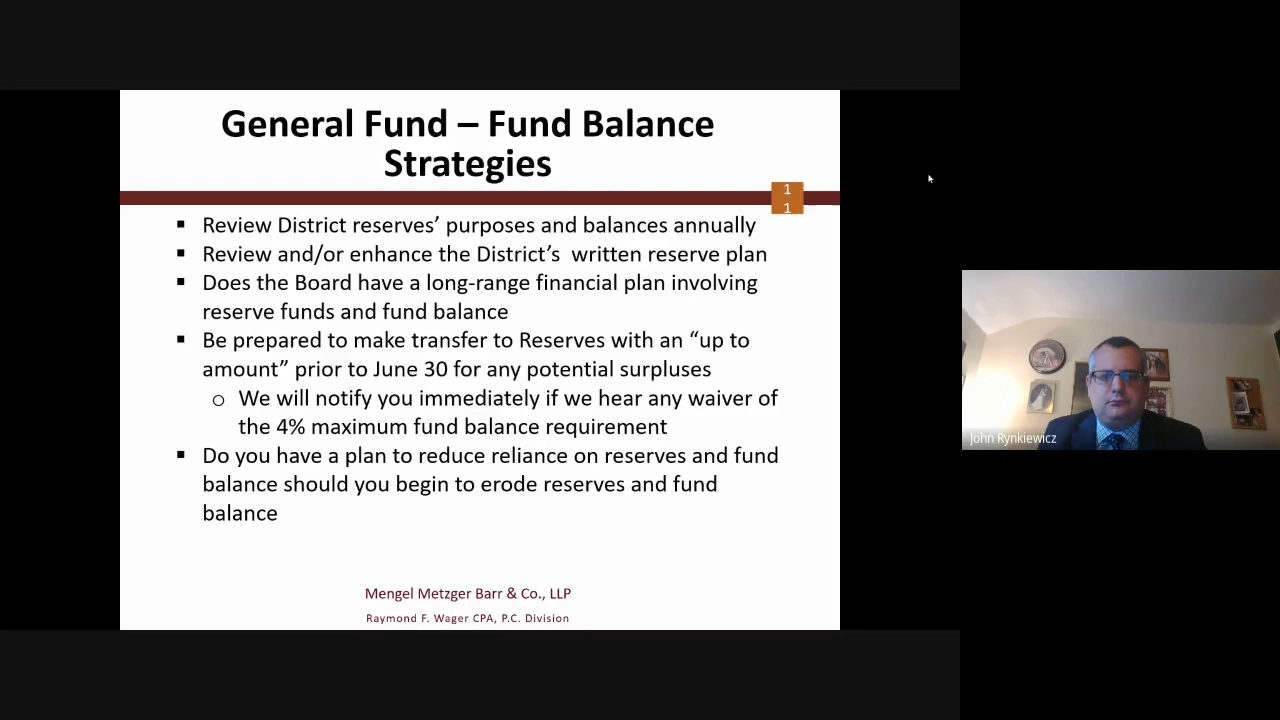 General Fund – Fund Balance
Strategies
1
1
▪ Review District reserves’ purposes and balances annually
▪ Review and/or enhance the District’s  written reserve plan
▪ Does the Board have a long-range financial plan involving
reserve funds and fund balance
▪ Be prepared to make transfer to Reserves with an “up to
amount” prior to June 30 for any potential surpluses
o We will notify you immediately if we hear any waiver of
the 4% maximum fund balance requirement
▪ Do you have a plan to reduce reliance on reserves and fund
balance should you begin to erode reserves and fund
balance
Mengel Metzger Barr & Co., LLP
Raymond F. Wager CPA, P.C. Division
John Rynkiewicz